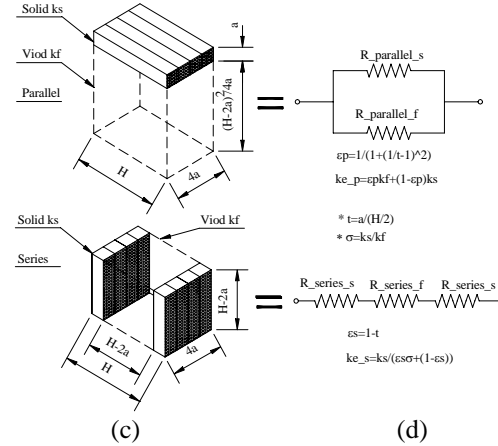 Solid ks
Viod kf
Parallel
a
(H-2a)^2/4a
H
4a
=
R_parallel_s
R_parallel_f
εp=1/(1+(1/t-1)^2)
ke_p=εpkf+(1-εp)ks
* t=a/(H/2)
* σ=ks/kf
Solid ks
Viod kf
Series
H-2a
H-2a
H
4a
=
R_series_s
R_series_f
R_series_s
εs=1-t
ke_s=ks/(εsσ+(1-εs))
(c)
(d)